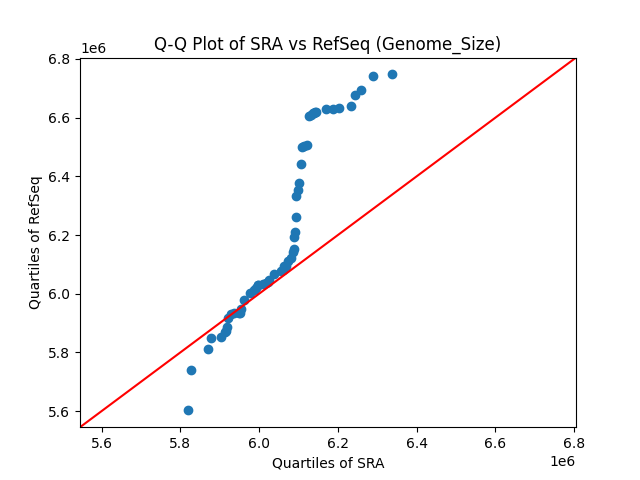 Q-Q Plot of SRA vs RefSeq (Genome_Size)
1e6
6.8
6.6
6.4
6.2
6.0
5.8
5.6
Quartiles of RefSeq
5.6 5.8 6.0 6.2 6.4 6.6 6.8
1e6
Quartiles of SRA